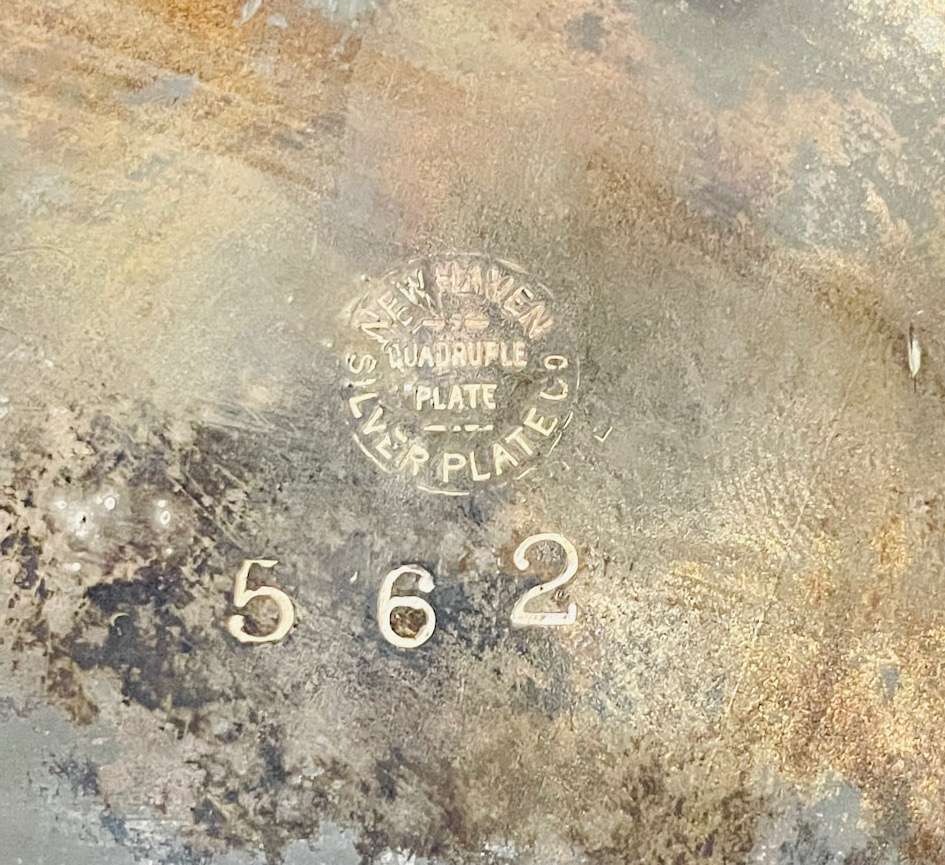 NEW HAVEN
QUADRUPLE
PLATE
SILVER PLATE CO
562